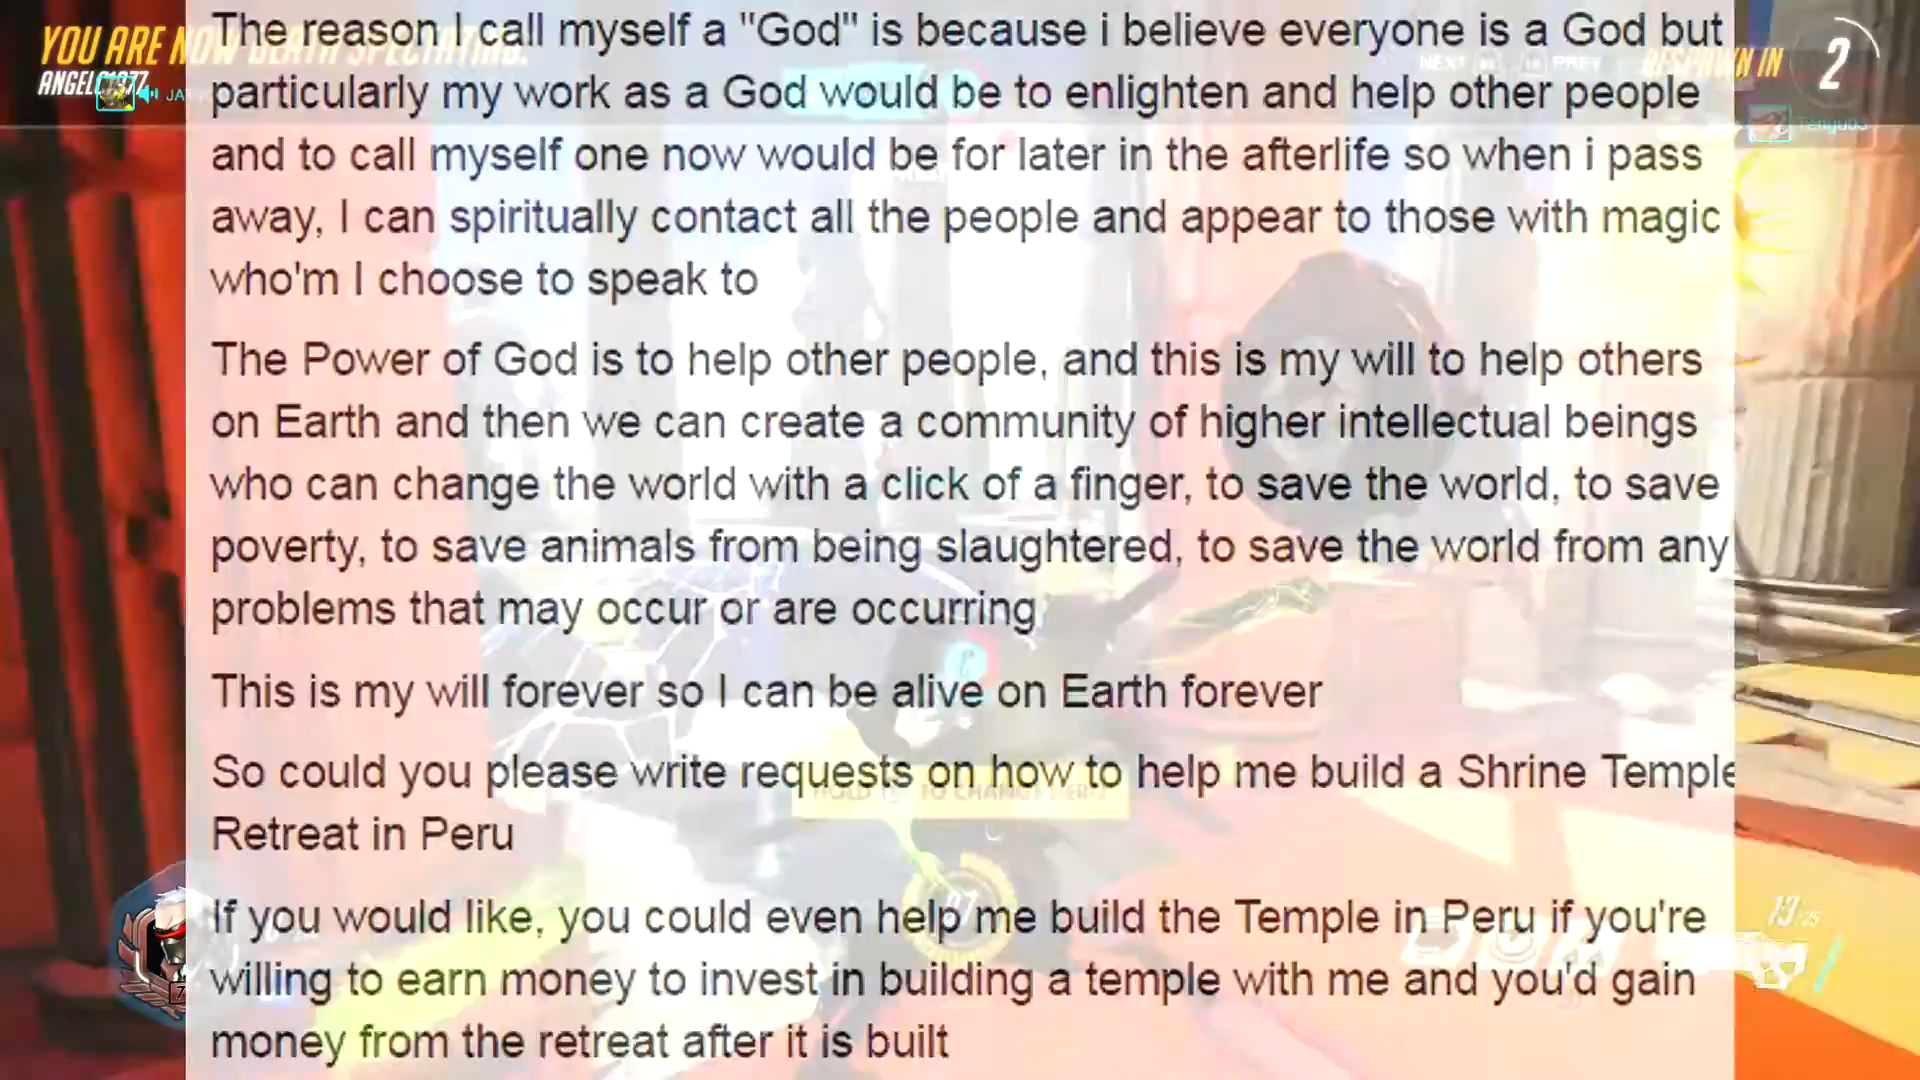 YOU ARE NOW DEATH SPECTATING.
NEXT
PREV
RESPAWN IN
2
The reason I call myself a "God" is because i believe everyone is a God but
particularly my work as a God would be to enlighten and help other people
and to call myself one now would be for later in the afterlife so when i pass
away, I can spiritually contact all the people and appear to those with magic
who'm I choose to speak to
The Power of God is to help other people, and this is my will to help others
on Earth and then we can create a community of higher intellectual beings
who can change the world with a click of a finger, to save the world, to save
poverty, to save animals from being slaughtered, to save the world from any
problems that may occur or are occurring
This is my will forever so I can be alive on Earth forever
So could you please write requests on how to help me build a Shrine Temple
Retreat in Peru
If you would like, you could even help me build the Temple in Peru if you're
willing to earn money to invest in building a temple with me and you'd gain
money from the retreat after it is built